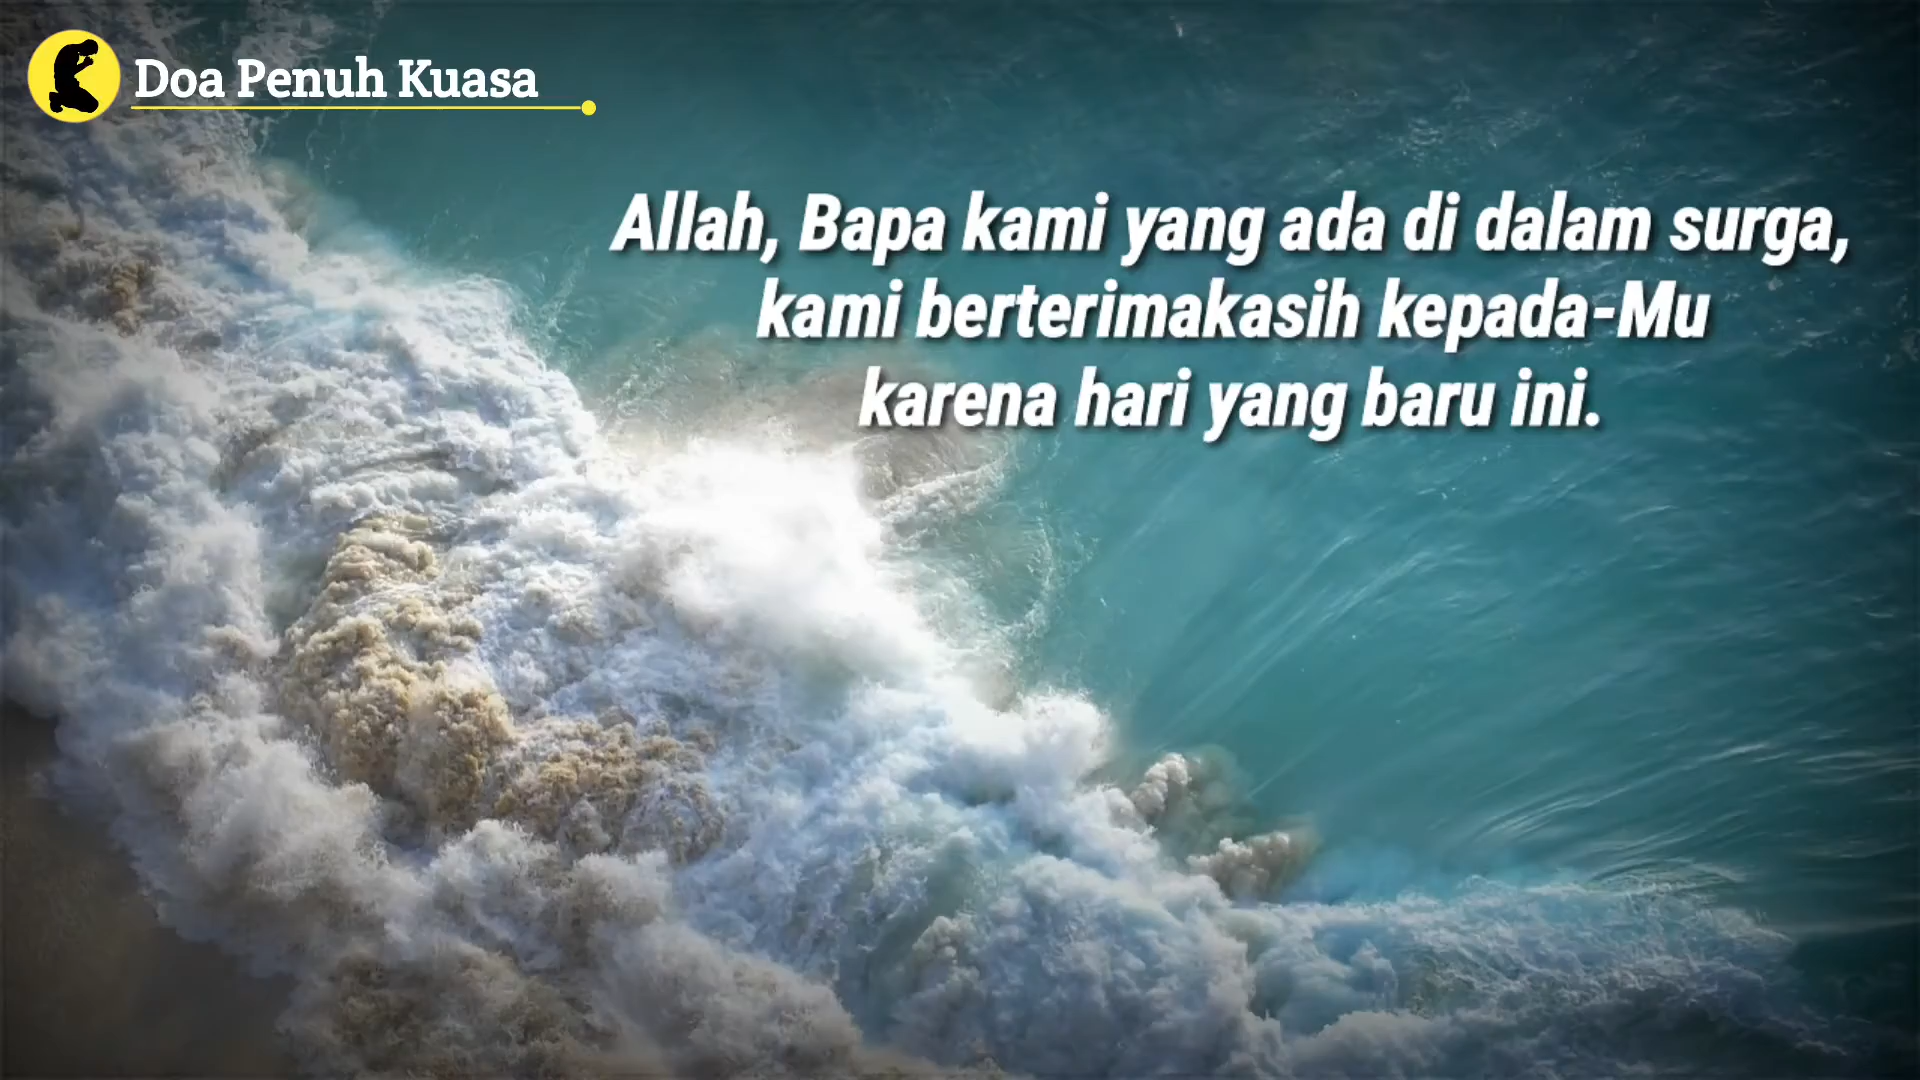 Doa Penuh Kuasa
Allah, Bapa kami yang ada di dalam surga,
kami berterimakasih kepada-Mu
karena hari yang baru ini.